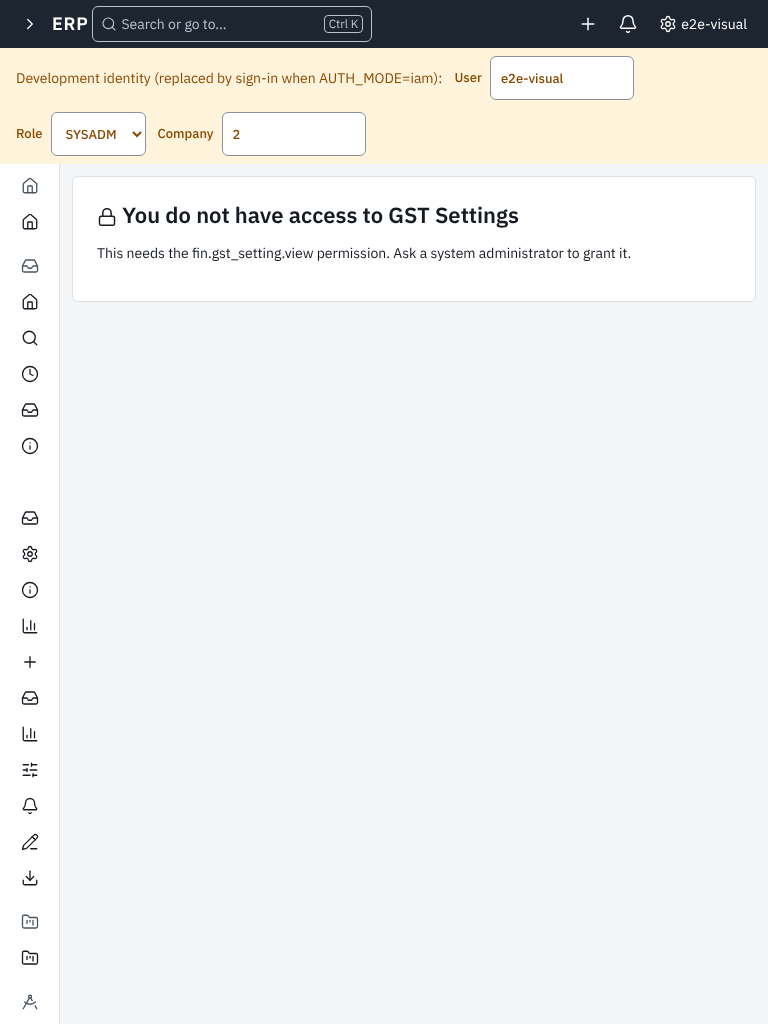 ERP Search or go to... Ctrl K e2e-visual
Development identity (replaced by sign-in when AUTH_MODE=iam): User e2e-visual
Role SYSADM Company 2
You do not have access to GST Settings
This needs the fin.gst_setting.view permission. Ask a system administrator to grant it.